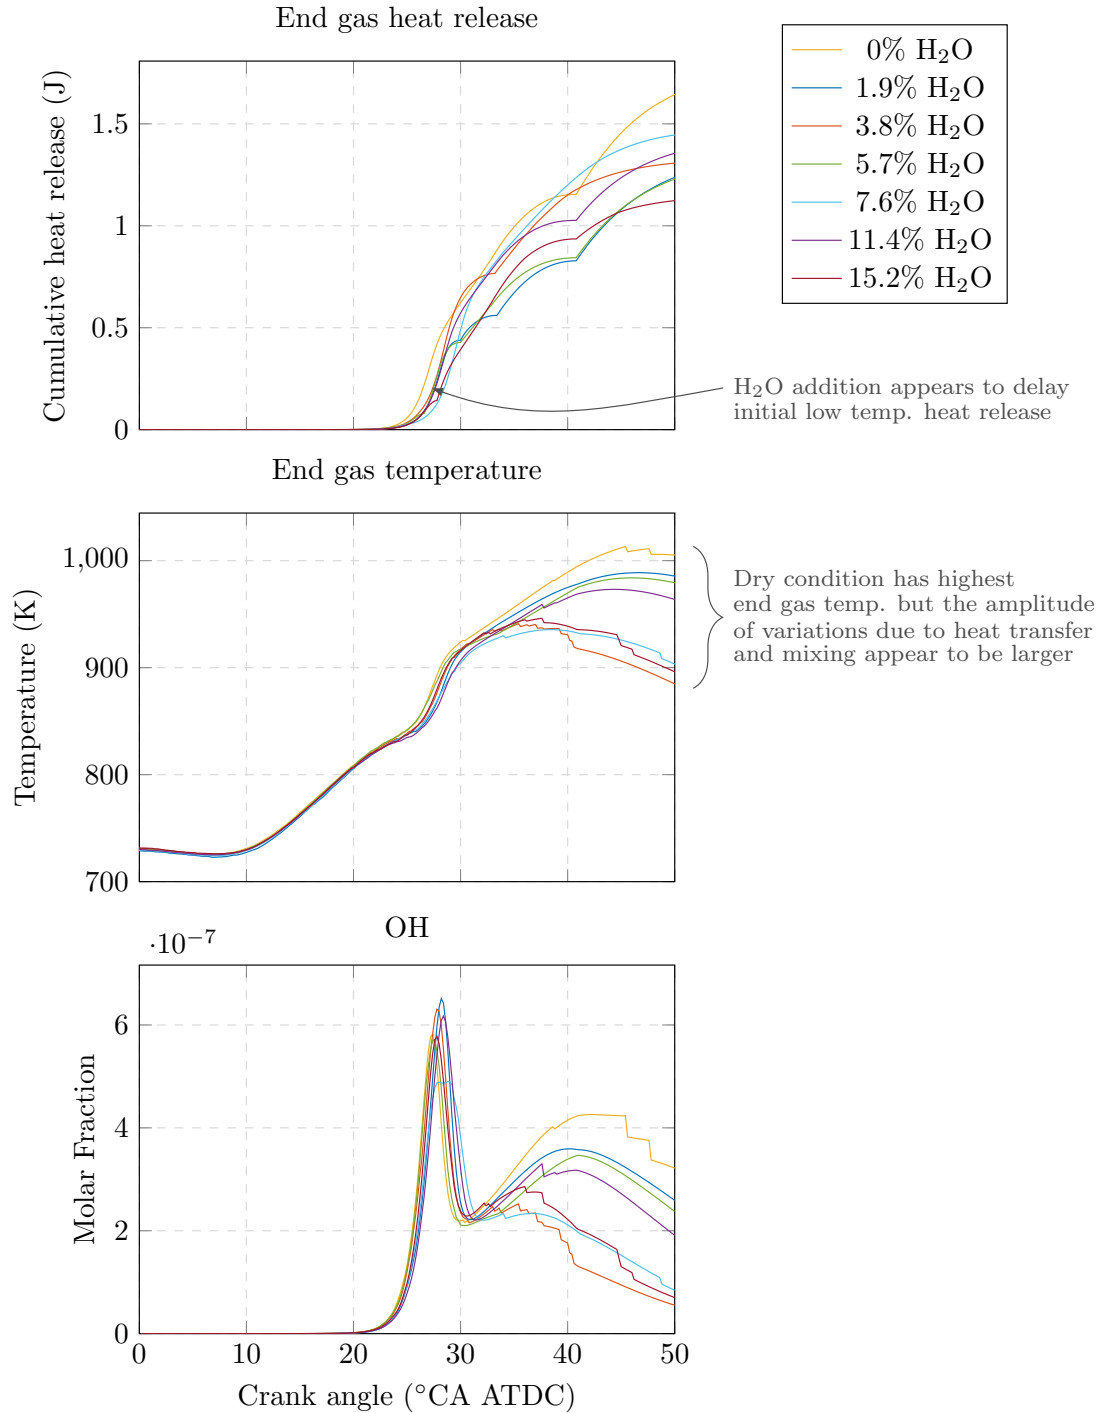 End gas heat release
0% H₂O
1.9% H₂O
3.8% H₂O
5.7% H₂O
7.6% H₂O
11.4% H₂O
15.2% H₂O
Cumulative heat release (J)
1.5
1
0.5
0
H₂O addition appears to delay
initial low temp. heat release
End gas temperature
Temperature (K)
1,000
900
800
700
Dry condition has highest
end gas temp. but the amplitude
of variations due to heat transfer
and mixing appear to be larger
OH
·10⁻⁷
Molar Fraction
6
4
2
0
0 10 20 30 40 50
Crank angle (°CA ATDC)